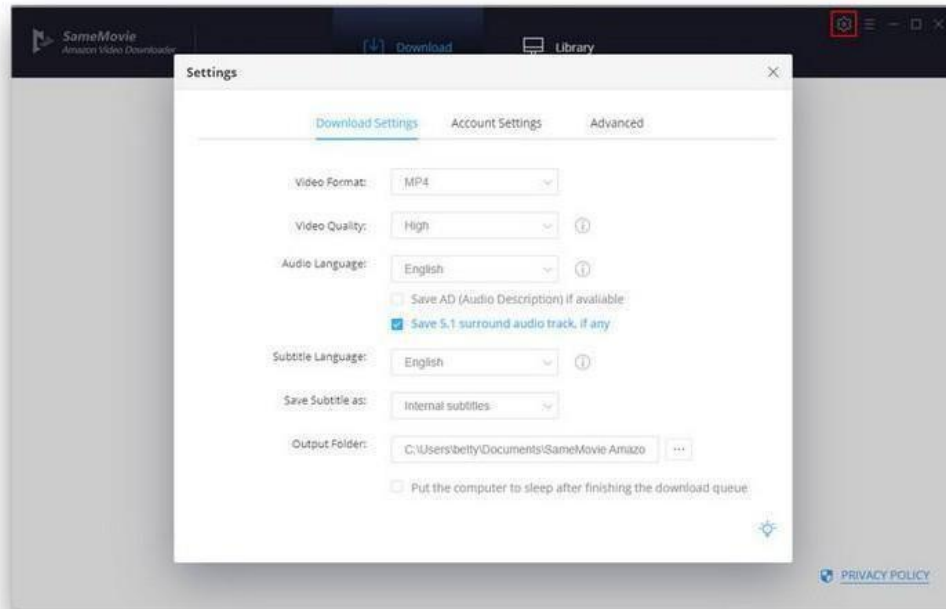 SameMovie
Amazon Video Downloader
Download
Library
Settings
Download Settings
Account Settings
Advanced
Video Format:
MP4
Video Quality:
High
Audio Language:
English
Save AD (Audio Description) if avaliable
Save 5.1 surround audio track, if any
Subtitle Language:
English
Save Subtitle as:
Internal subtitles
Output Folder:
C:\Users\betty\Documents\SameMovie Amazo
...
Put the computer to sleep after finishing the download queue
PRIVACY POLICY